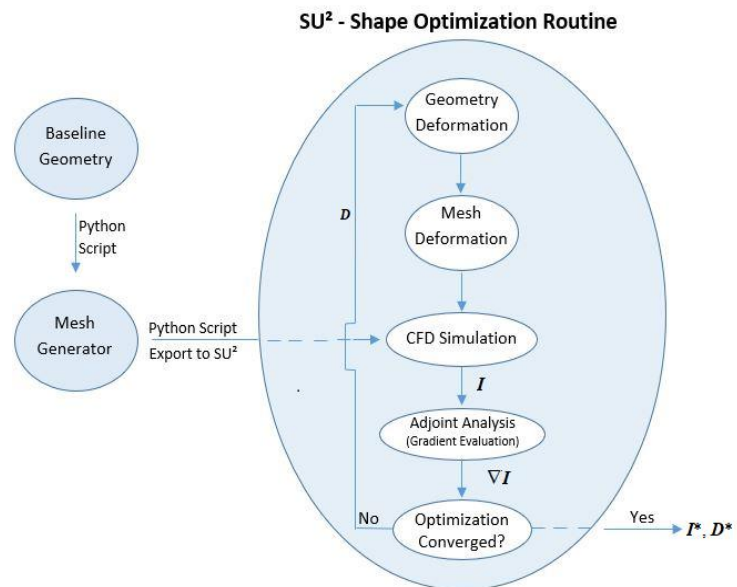 SU² - Shape Optimization Routine
Baseline
Geometry
Python
Script
Mesh
Generator
Python Script
Export to SU²
Geometry
Deformation
D
Mesh
Deformation
CFD Simulation
I
Adjoint Analysis
(Gradient Evaluation)
∇I
No
Optimization
Converged?
Yes
I*, D*